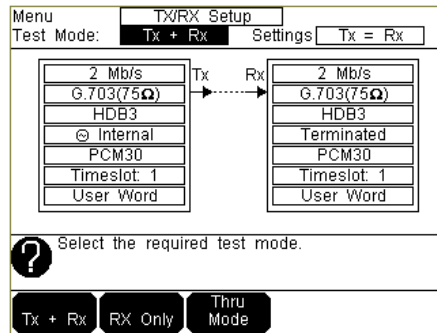 Menu TX/RX Setup
Test Mode: Tx + Rx Settings Tx = Rx
2 Mb/s Tx Rx 2 Mb/s
G.703(75Ω) G.703(75Ω)
HDB3 HDB3
Internal Terminated
PCM30 PCM30
Timeslot: 1 Timeslot: 1
User Word User Word
? Select the required test mode.
Tx + Rx RX Only Thru Mode